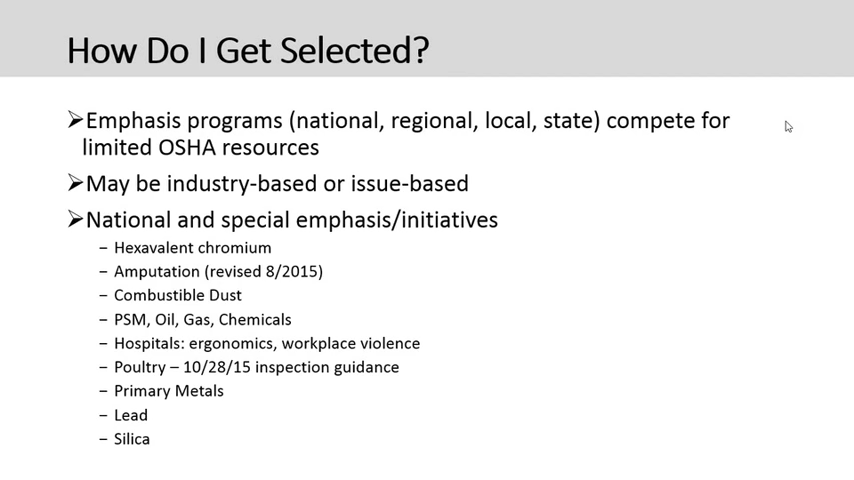 How Do I Get Selected?
➢Emphasis programs (national, regional, local, state) compete for
limited OSHA resources
➢May be industry-based or issue-based
➢National and special emphasis/initiatives
– Hexavalent chromium
– Amputation (revised 8/2015)
– Combustible Dust
– PSM, Oil, Gas, Chemicals
– Hospitals: ergonomics, workplace violence
– Poultry – 10/28/15 inspection guidance
– Primary Metals
– Lead
– Silica